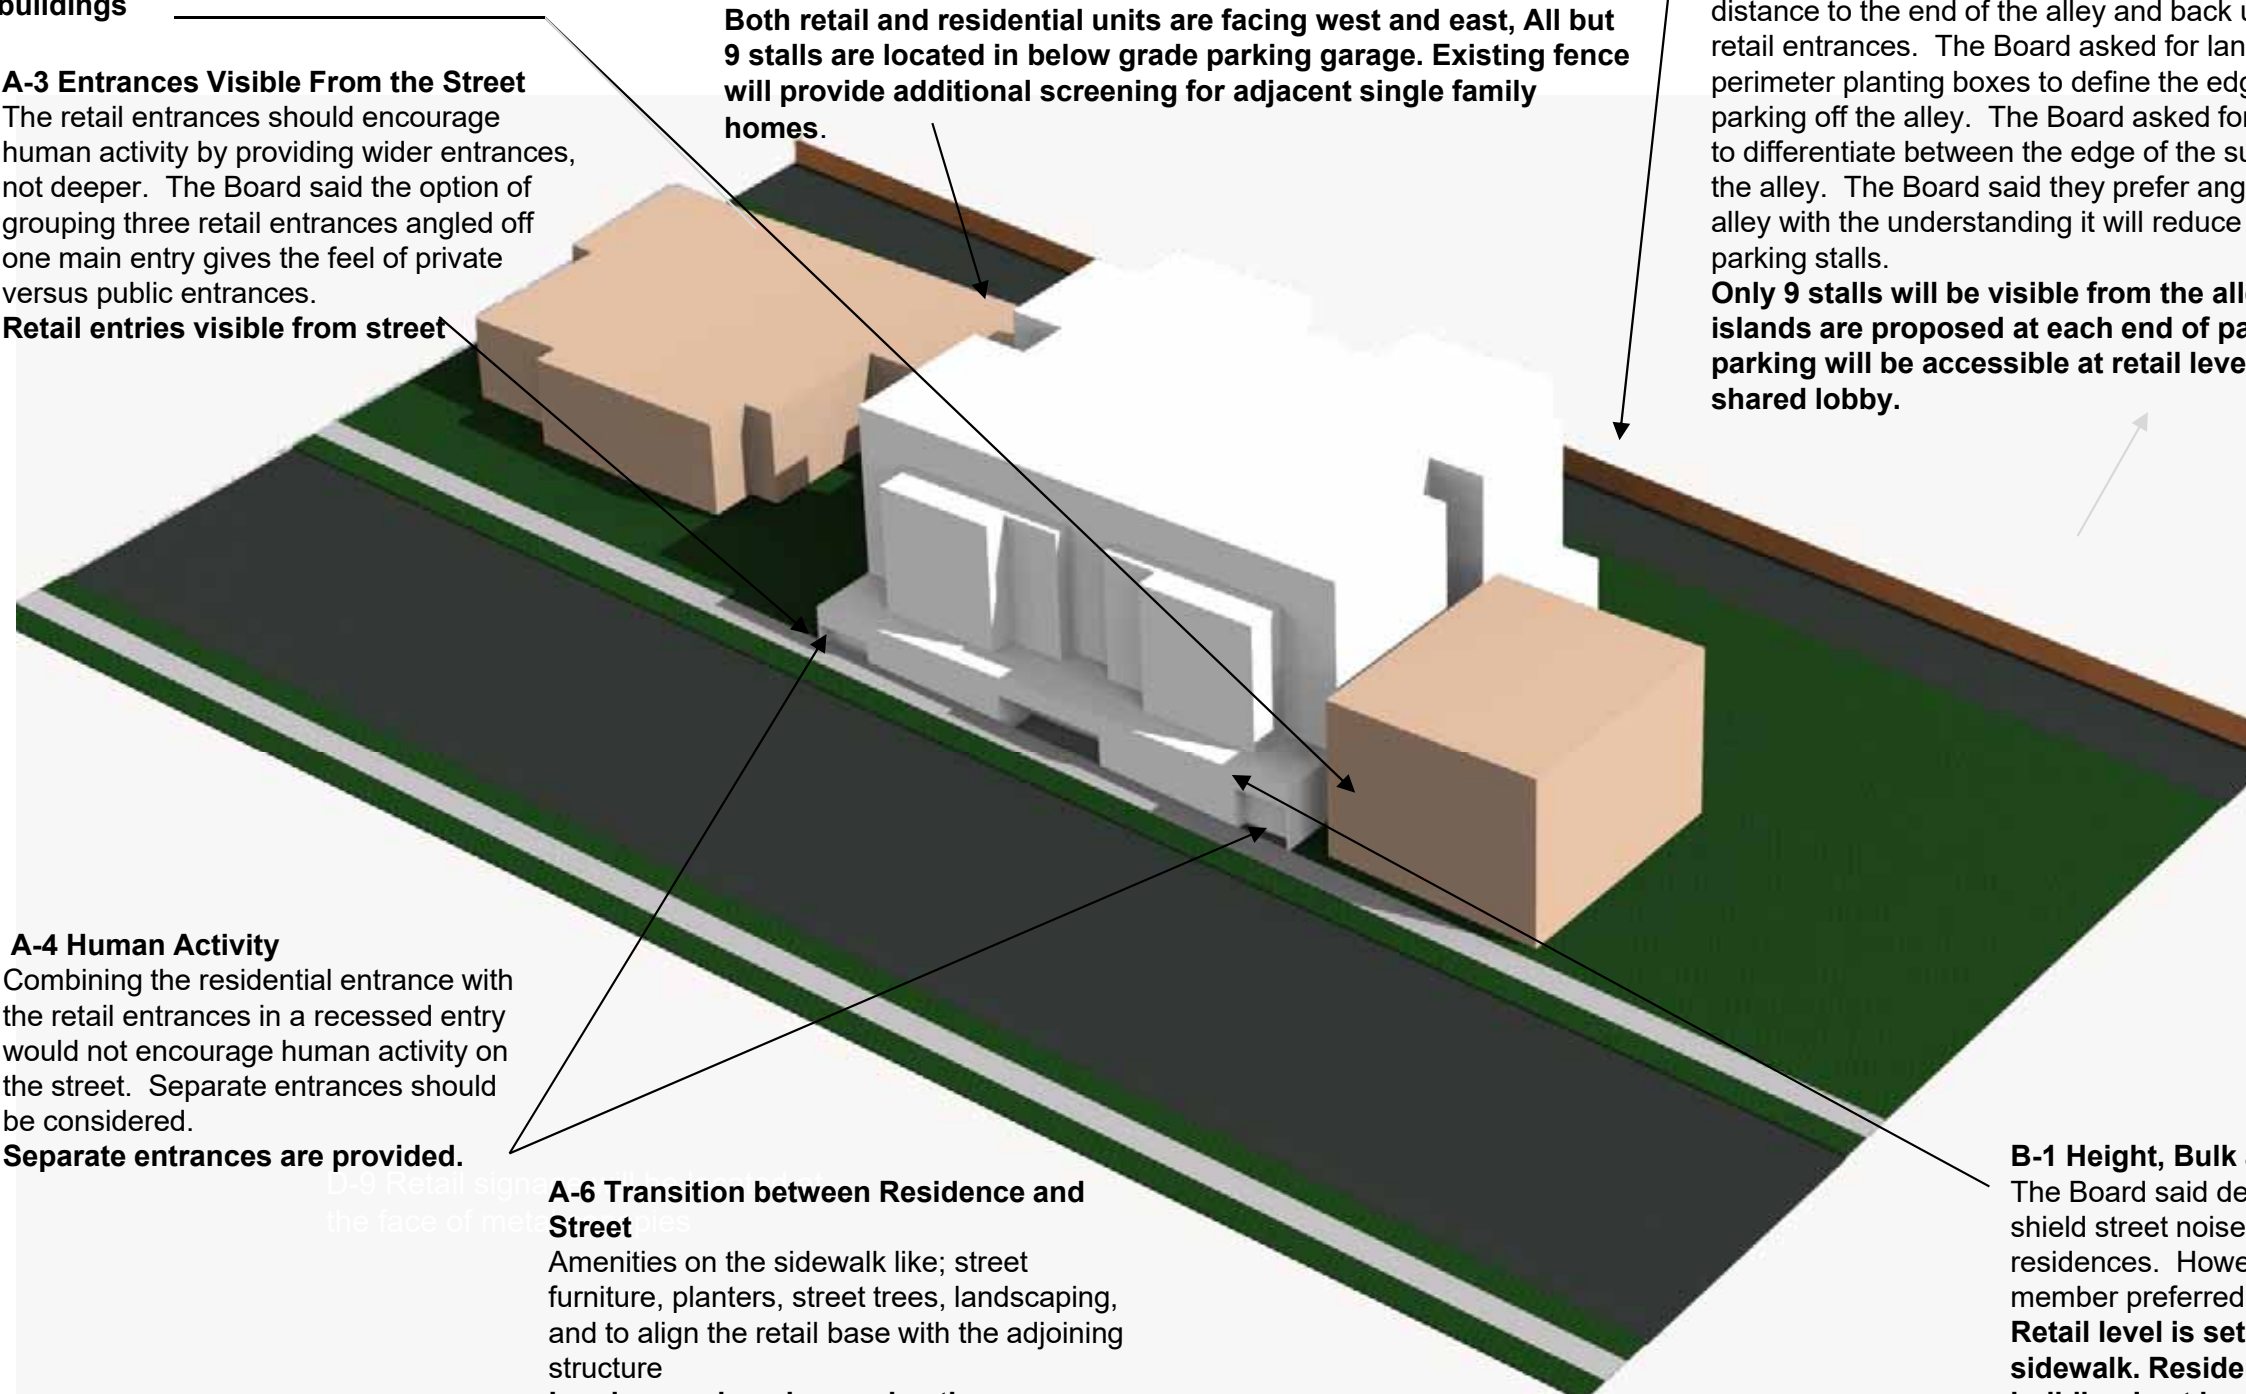 buildings
A-3 Entrances Visible From the Street
The retail entrances should encourage
human activity by providing wider entrances,
not deeper.  The Board said the option of
grouping three retail entrances angled off
one main entry gives the feel of private
versus public entrances.
Retail entries visible from street
Both retail and residential units are facing west and east, All but
9 stalls are located in below grade parking garage. Existing fence
will provide additional screening for adjacent single family
homes.
distance to the end of the alley and back
retail entrances.  The Board asked for
perimeter planting boxes to define the
parking off the alley.  The Board asked for
to differentiate between the edge of the
the alley.  The Board said they prefer
alley with the understanding it will reduce
parking stalls.
Only 9 stalls will be visible from the
islands are proposed at each end of
parking will be accessible at retail
shared lobby.
A-4 Human Activity
Combining the residential entrance with
the retail entrances in a recessed entry
would not encourage human activity on
the street.  Separate entrances should
be considered.
Separate entrances are provided.
D-9 Retail
the face of
A-6 Transition between Residence and
Street
Amenities on the sidewalk like; street
furniture, planters, street trees, landscaping,
and to align the retail base with the adjoining
structure
B-1 Height, Bulk
The Board said
shield street noise
residences.
member preferred
Retail level is set
sidewalk.